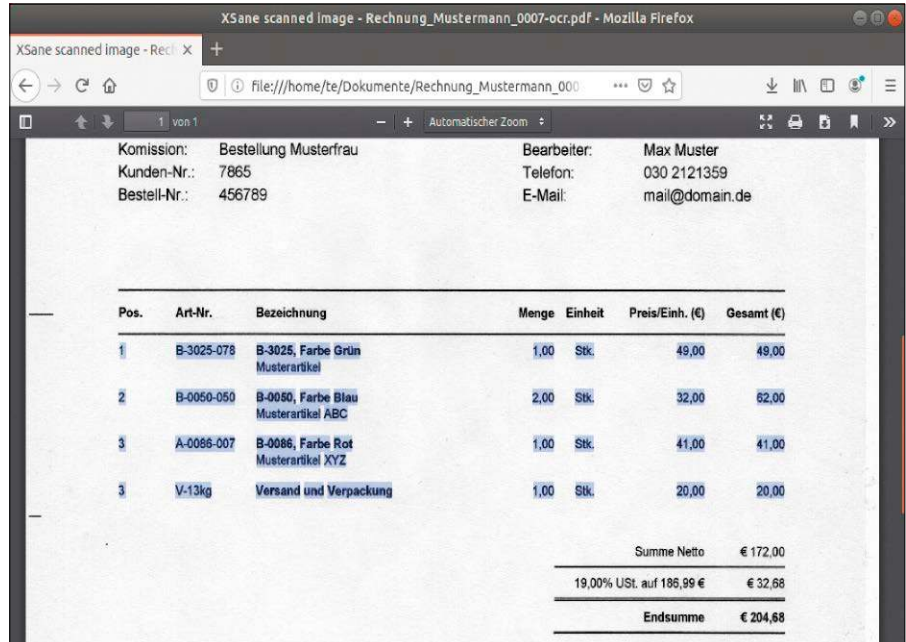 XSane scanned image - Rechnung_Mustermann_0007-ocr.pdf - Mozilla Firefox
XSane scanned image - Rech
file:///home/te/Dokumente/Rechnung_Mustermann_000
1 von 1 Automatischer Zoom
Komission: Bestellung Musterfrau Bearbeiter: Max Muster
Kunden-Nr.: 7865 Telefon: 030 2121359
Bestell-Nr.: 456789 E-Mail: mail@domain.de
Pos. Art-Nr. Bezeichnung Menge Einheit Preis/Einh. (€) Gesamt (€)
1 B-3025-078 B-3025, Farbe Grün 1,00 Stk. 49,00 49,00
Musterartikel
2 B-0050-050 B-0050, Farbe Blau 2,00 Stk. 32,00 62,00
Musterartikel ABC
3 A-0086-007 B-0086, Farbe Rot 1,00 Stk. 41,00 41,00
Musterartikel XYZ
3 V-13kg Versand und Verpackung 1,00 Stk. 20,00 20,00
Summe Netto € 172,00
19,00% USt. auf 186,99 € € 32,68
Endsumme € 204,68